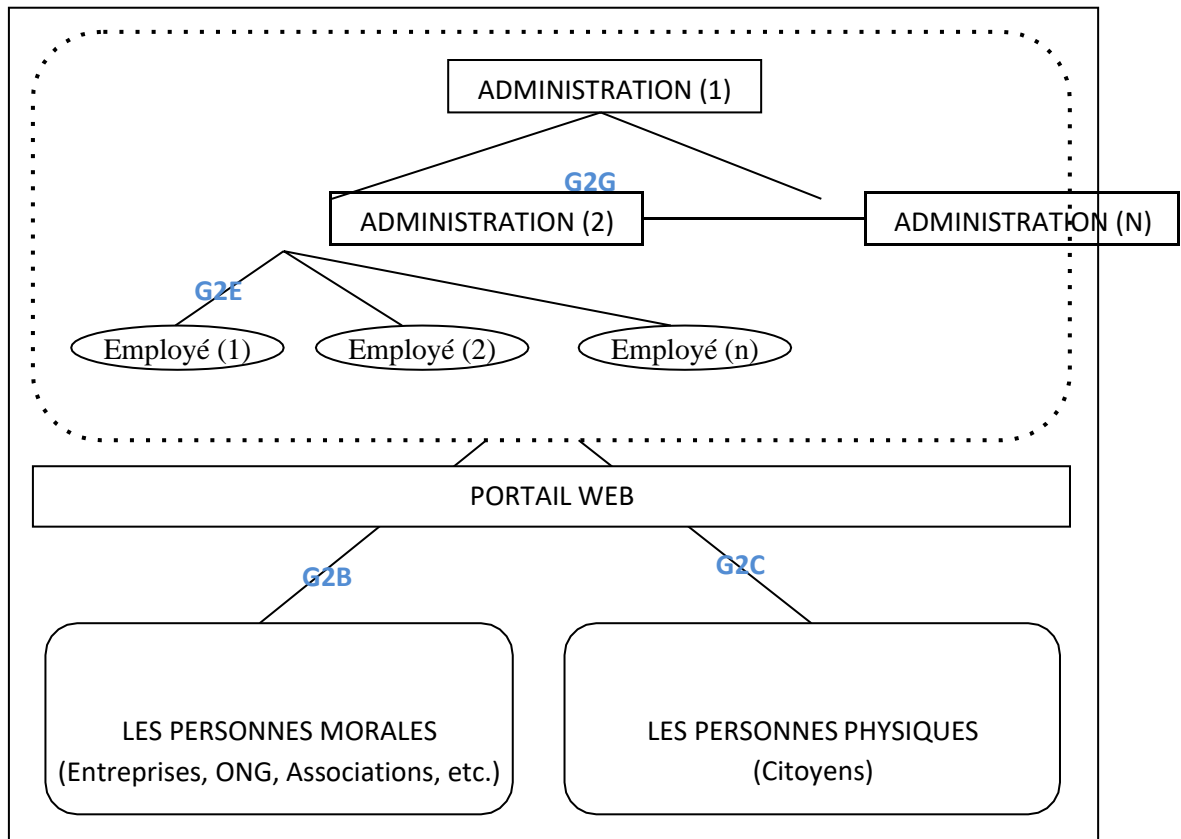 ADMINISTRATION (1)
G2G
ADMINISTRATION (2)
ADMINISTRATION (N)
G2E
Employé (1)
Employé (2)
Employé (n)
PORTAIL WEB
G2B
G2C
LES PERSONNES MORALES
(Entreprises, ONG, Associations, etc.)
LES PERSONNES PHYSIQUES
(Citoyens)